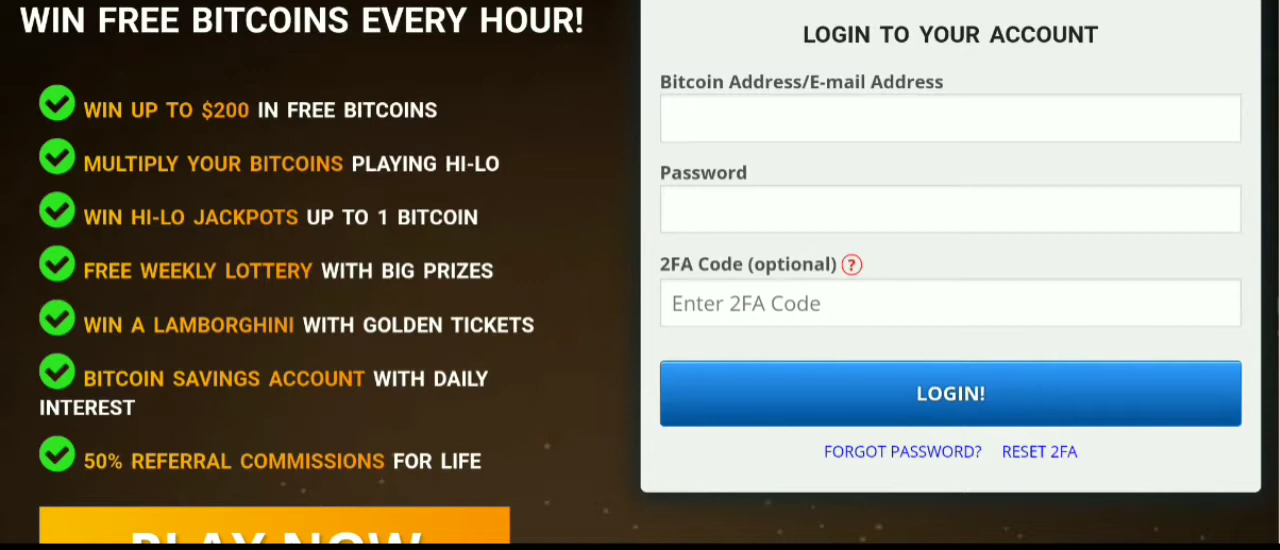 WIN FREE BITCOINS EVERY HOUR!
WIN UP TO $200 IN FREE BITCOINS
MULTIPLY YOUR BITCOINS PLAYING HI-LO
WIN HI-LO JACKPOTS UP TO 1 BITCOIN
FREE WEEKLY LOTTERY WITH BIG PRIZES
WIN A LAMBORGHINI WITH GOLDEN TICKETS
BITCOIN SAVINGS ACCOUNT WITH DAILY
INTEREST
50% REFERRAL COMMISSIONS FOR LIFE
PLAY NOW
LOGIN TO YOUR ACCOUNT
Bitcoin Address/E-mail Address
Password
2FA Code (optional) ?
Enter 2FA Code
LOGIN!
FORGOT PASSWORD? RESET 2FA